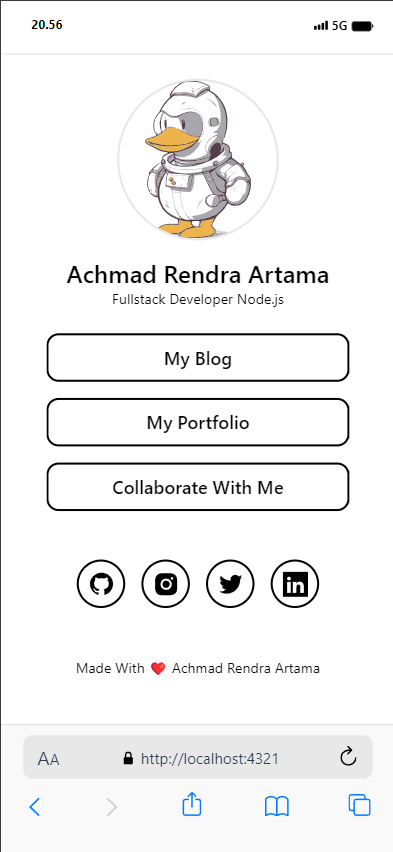 20.56
5G
Achmad Rendra Artama
Fullstack Developer Node.js
My Blog
My Portfolio
Collaborate With Me
in
Made With ❤️ Achmad Rendra Artama
AA
http://localhost:4321